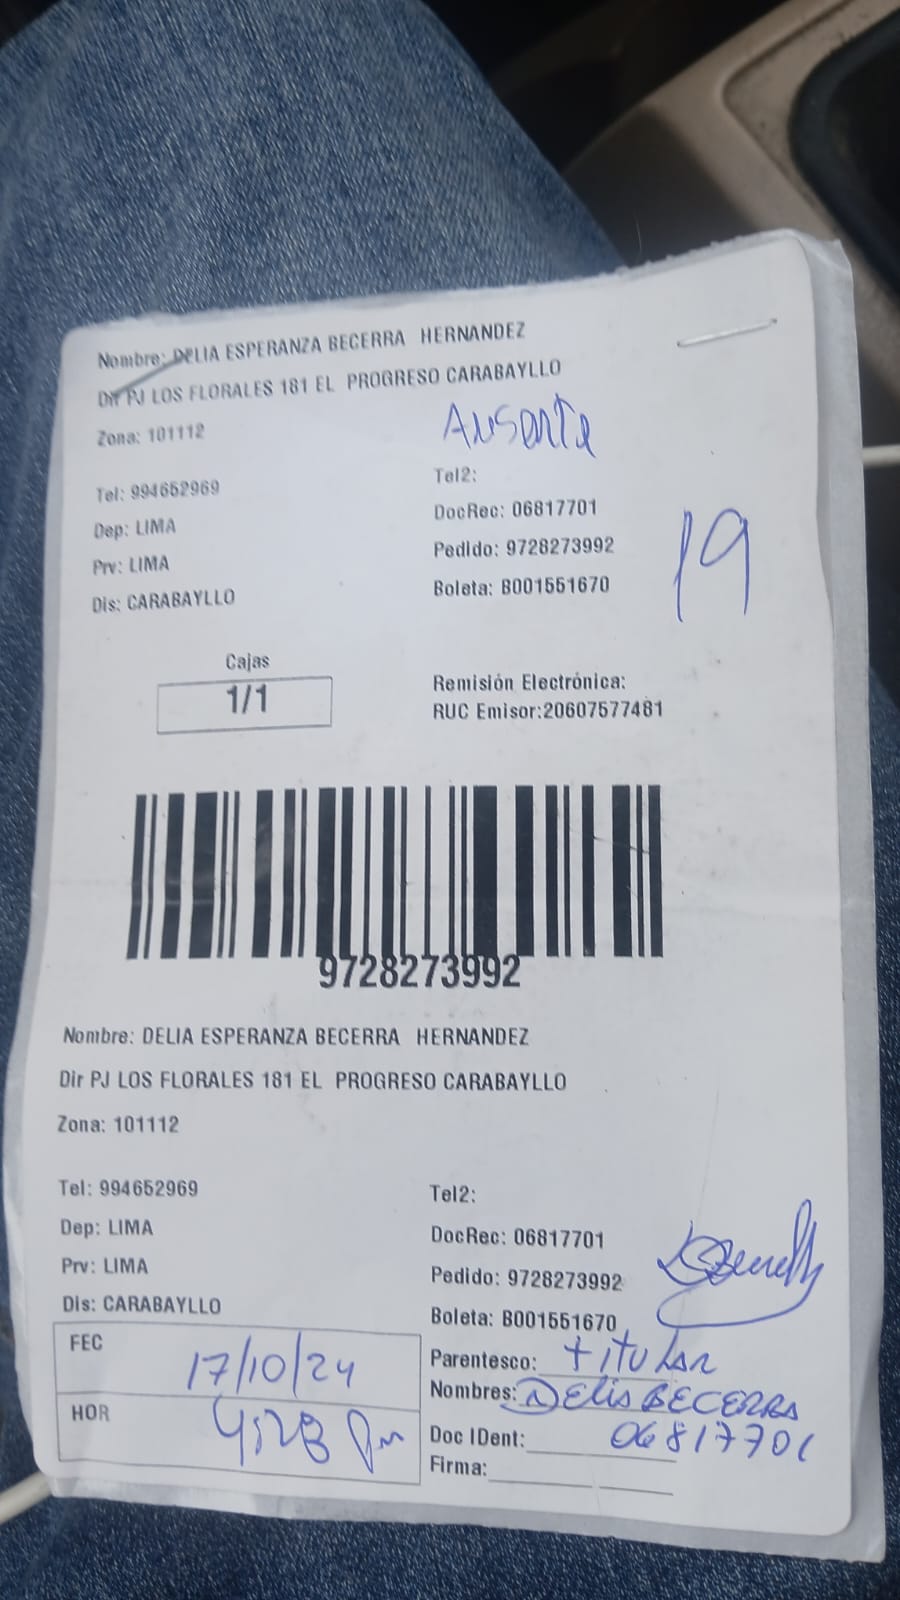 Nombre: DELIA ESPERANZA BECERRA HERNANDEZ
Dir PJ LOS FLORALES 181 EL PROGRESO CARABAYLLO
Zona: 101112
Ausente
Tel: 994652969
Tel2:
Dep: LIMA
DocRec: 06817701
Prv: LIMA
Pedido: 9728273992
19
Dis: CARABAYLLO
Boleta: B001551670
Cajas
1/1
Remisión Electrónica:
RUC Emisor:20607577481
9728273992
Nombre: DELIA ESPERANZA BECERRA HERNANDEZ
Dir PJ LOS FLORALES 181 EL PROGRESO CARABAYLLO
Zona: 101112
Tel: 994652969
Tel2:
Dep: LIMA
DocRec: 06817701
Prv: LIMA
Pedido: 9728273992
Dis: CARABAYLLO
Boleta: B001551670
FEC 17/10/24
Parentesco: titular
Nombres: Delia BECERRA
HOR
Doc IDent: 06817701
Firma: